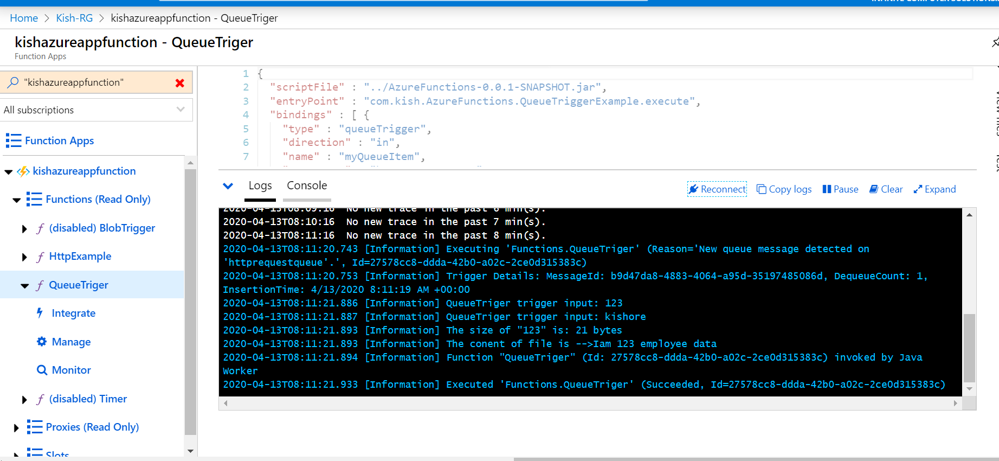 INFINITE COMPUTER SOLUTIONS
Home > Kish-RG > kishazureappfunction - QueueTriger
kishazureappfunction - QueueTriger
Function Apps
"kishazureappfunction"
All subscriptions
Function Apps
kishazureappfunction
Functions (Read Only)
(disabled) BlobTrigger
HttpExample
QueueTriger
Integrate
Manage
Monitor
(disabled) Timer
Proxies (Read Only)
Slots
1 {
2 "scriptFile" : "../AzureFunctions-0.0.1-SNAPSHOT.jar",
3 "entryPoint" : "com.kish.AzureFunctions.QueueTriggerExample.execute",
4 "bindings" : [ {
5 "type" : "queueTrigger",
6 "direction" : "in",
7 "name" : "myQueueItem",
Logs Console
Reconnect Copy logs Pause Clear Expand
2020-04-13T08:09:16 No new trace in the past 6 min(s).
2020-04-13T08:10:16 No new trace in the past 7 min(s).
2020-04-13T08:11:16 No new trace in the past 8 min(s).
2020-04-13T08:11:20.743 [Information] Executing 'Functions.QueueTriger' (Reason='New queue message detected on
'httprequestqueue'.', Id=27578cc8-ddda-42b0-a02c-2ce0d315383c)
2020-04-13T08:11:20.753 [Information] Trigger Details: MessageId: b9d47da8-4883-4064-a95d-35197485086d, DequeueCount: 1,
InsertionTime: 4/13/2020 8:11:19 AM +00:00
2020-04-13T08:11:21.886 [Information] QueueTriger trigger input: 123
2020-04-13T08:11:21.887 [Information] QueueTriger trigger input: kishore
2020-04-13T08:11:21.893 [Information] The size of "123" is: 21 bytes
2020-04-13T08:11:21.893 [Information] The conent of file is -->Iam 123 employee data
2020-04-13T08:11:21.894 [Information] Function "QueueTriger" (Id: 27578cc8-ddda-42b0-a02c-2ce0d315383c) invoked by Java
Worker
2020-04-13T08:11:21.933 [Information] Executed 'Functions.QueueTriger' (Succeeded, Id=27578cc8-ddda-42b0-a02c-2ce0d315383c)
View files
Test